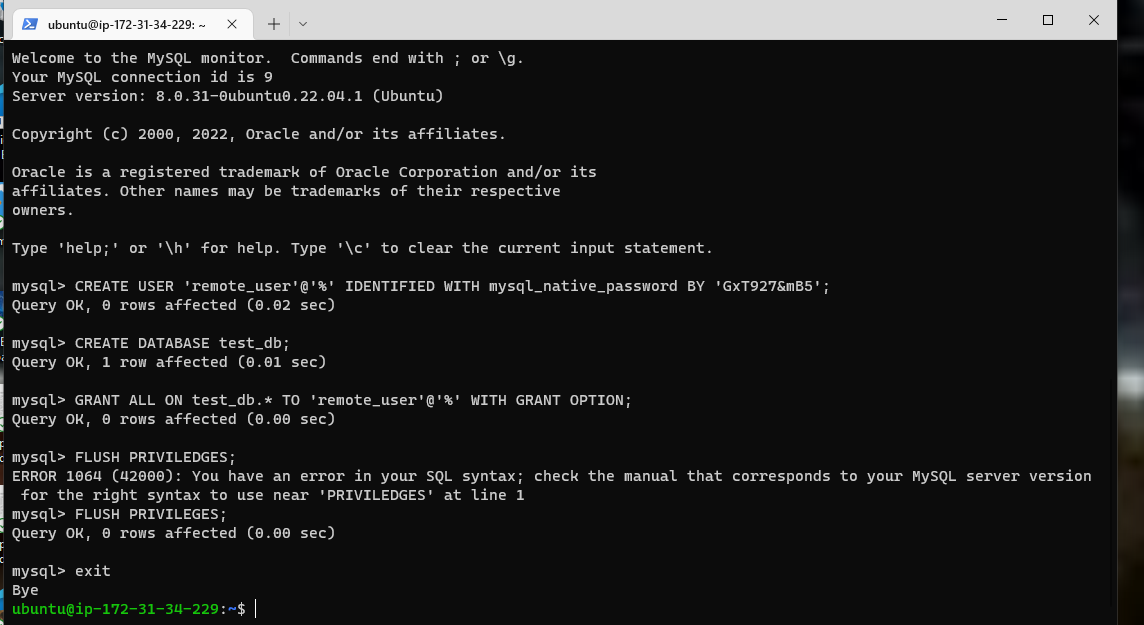 ubuntu@ip-172-31-34-229: ~
Welcome to the MySQL monitor.  Commands end with ; or \g.
Your MySQL connection id is 9
Server version: 8.0.31-0ubuntu0.22.04.1 (Ubuntu)
Copyright (c) 2000, 2022, Oracle and/or its affiliates.
Oracle is a registered trademark of Oracle Corporation and/or its
affiliates. Other names may be trademarks of their respective
owners.
Type 'help;' or '\h' for help. Type '\c' to clear the current input statement.
mysql> CREATE USER 'remote_user'@'%' IDENTIFIED WITH mysql_native_password BY 'GxT927&mB5';
Query OK, 0 rows affected (0.02 sec)
mysql> CREATE DATABASE test_db;
Query OK, 1 row affected (0.01 sec)
mysql> GRANT ALL ON test_db.* TO 'remote_user'@'%' WITH GRANT OPTION;
Query OK, 0 rows affected (0.00 sec)
mysql> FLUSH PRIVILEDGES;
ERROR 1064 (42000): You have an error in your SQL syntax; check the manual that corresponds to your MySQL server version
 for the right syntax to use near 'PRIVILEDGES' at line 1
mysql> FLUSH PRIVILEGES;
Query OK, 0 rows affected (0.00 sec)
mysql> exit
Bye
ubuntu@ip-172-31-34-229:~$